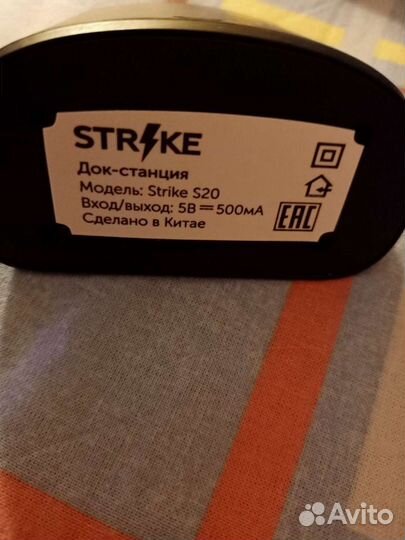 STRIKE
Док-станция
Модель: Strike S20
Вход/выход: 5В ⎓ 500мА
Сделано в Китае
EAC
Avito